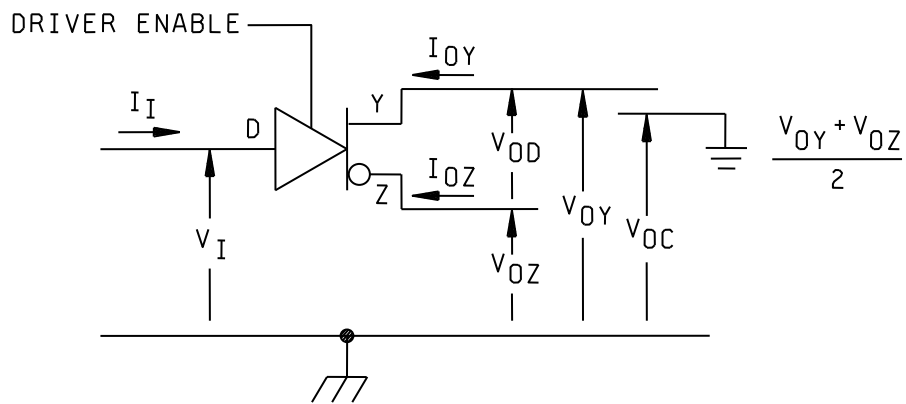 DRIVER ENABLE
I_OY
I_I
D
Y
V_OD
V_OY + V_OZ
2
I_OZ
Z
V_OY
V_OC
V_I
V_OZ